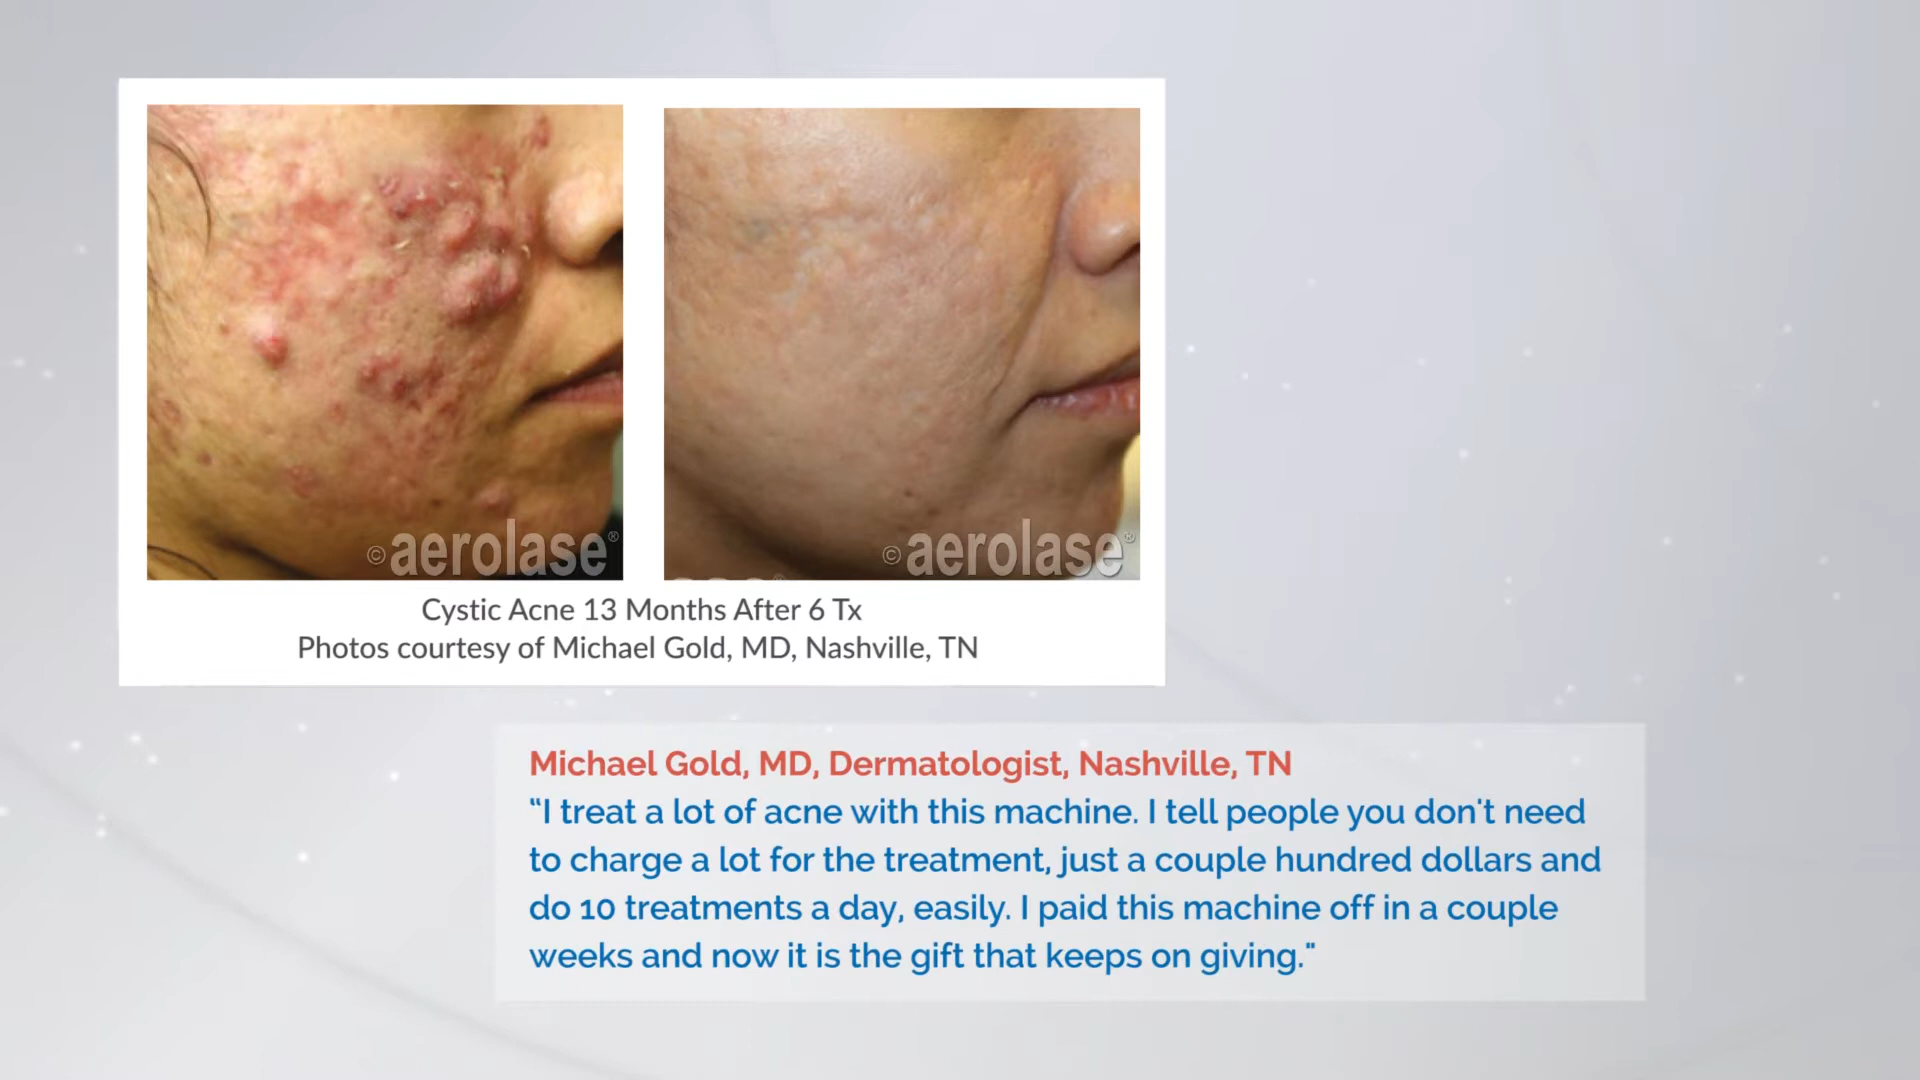 ©aerolase®
©aerolase®
Cystic Acne 13 Months After 6 Tx
Photos courtesy of Michael Gold, MD, Nashville, TN
Michael Gold, MD, Dermatologist, Nashville, TN
“I treat a lot of acne with this machine. I tell people you don't need
to charge a lot for the treatment, just a couple hundred dollars and
do 10 treatments a day, easily. I paid this machine off in a couple
weeks and now it is the gift that keeps on giving."